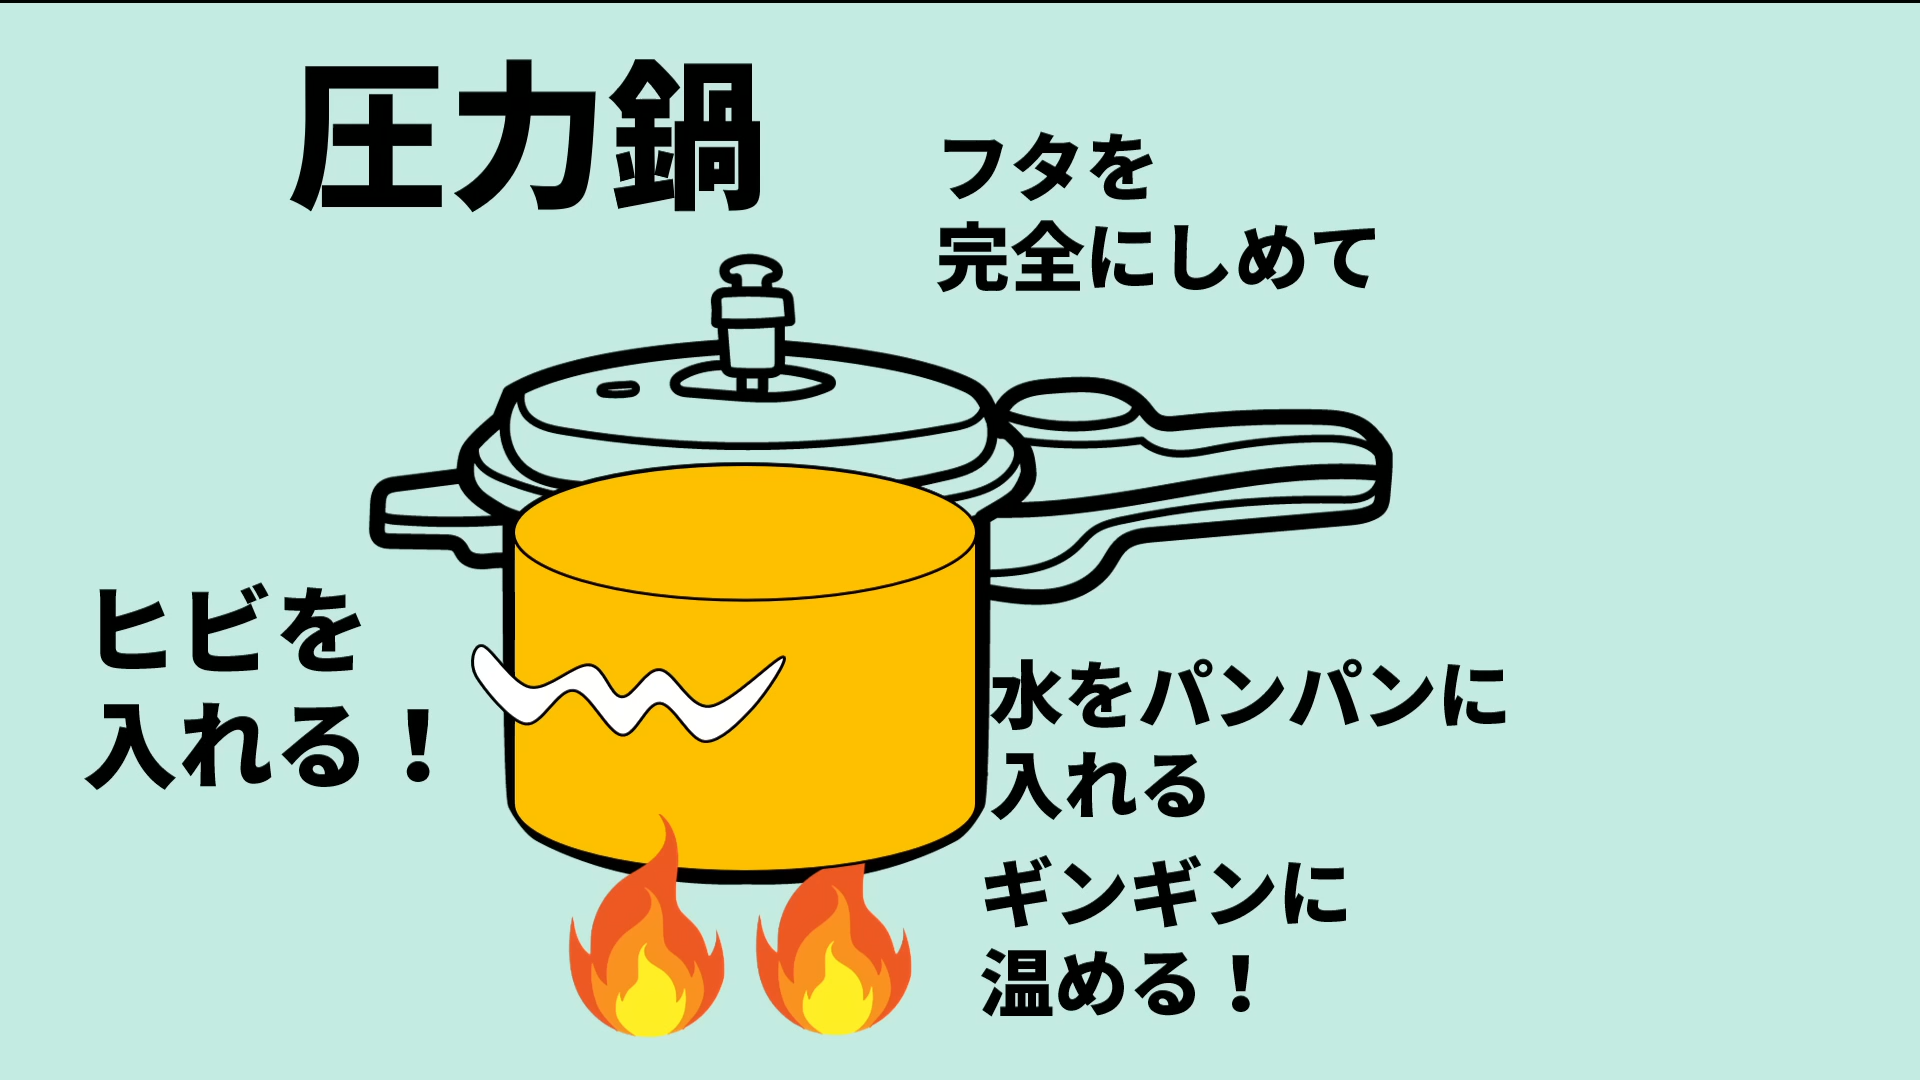 圧力鍋
フタを
完全にしめて
ヒビを
入れる！
水をパンパンに
入れる
ギンギンに
温める！